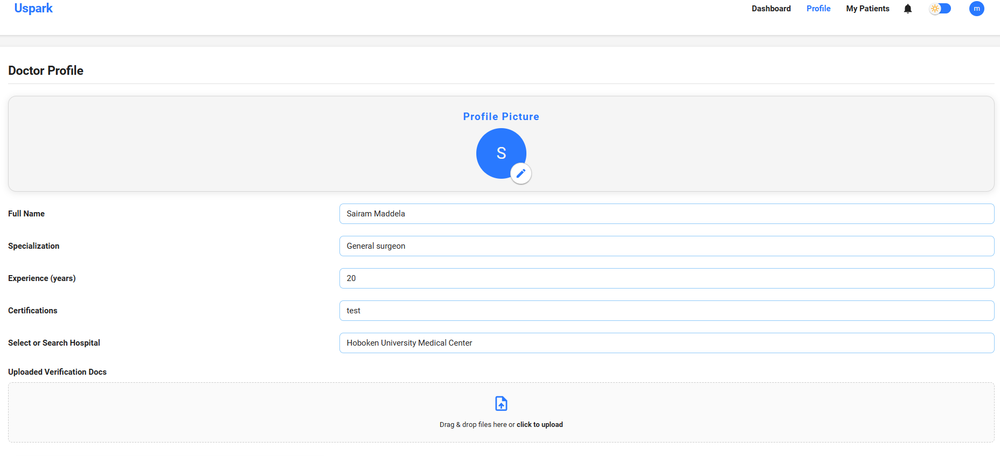 Uspark
Dashboard Profile My Patients m
Doctor Profile
Profile Picture
S
Full Name Sairam Maddela
Specialization General surgeon
Experience (years) 20
Certifications test
Select or Search Hospital Hoboken University Medical Center
Uploaded Verification Docs
Drag & drop files here or click to upload